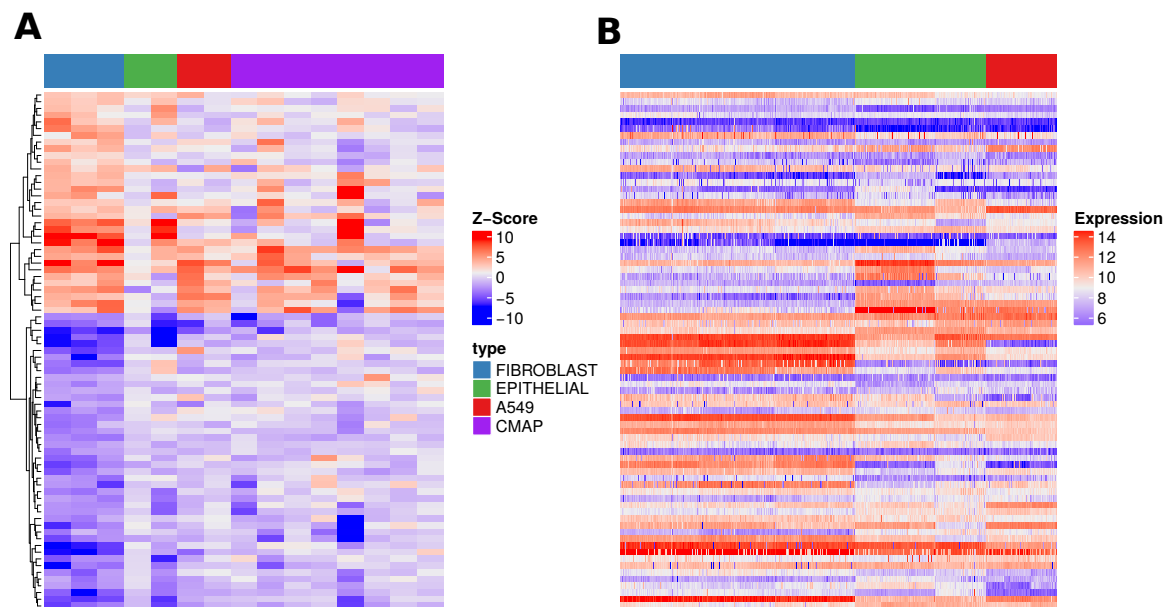 A
B
Z−Score
10
5
0
−5
−10
type
FIBROBLAST
EPITHELIAL
A549
CMAP
Expression
14
12
10
8
6